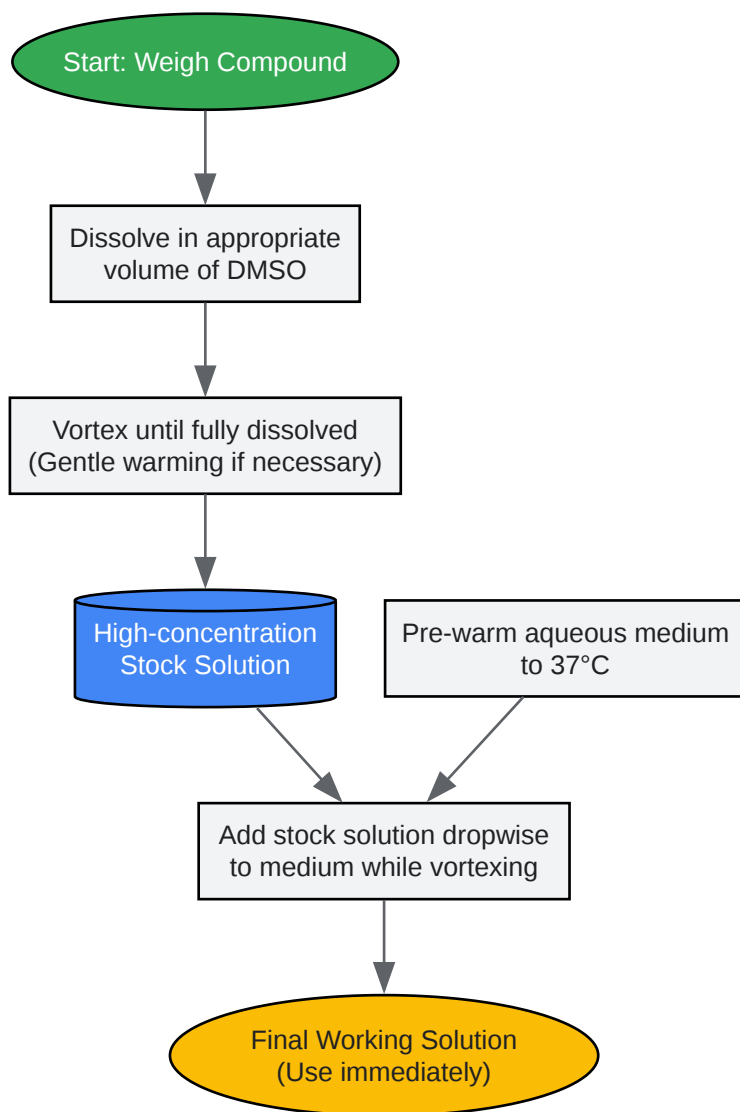 Start: Weigh Compound
Dissolve in appropriate
volume of DMSO
Vortex until fully dissolved
(Gentle warming if necessary)
High-concentration
Stock Solution
Pre-warm aqueous medium
to 37°C
Add stock solution dropwise
to medium while vortexing
Final Working Solution
(Use immediately)